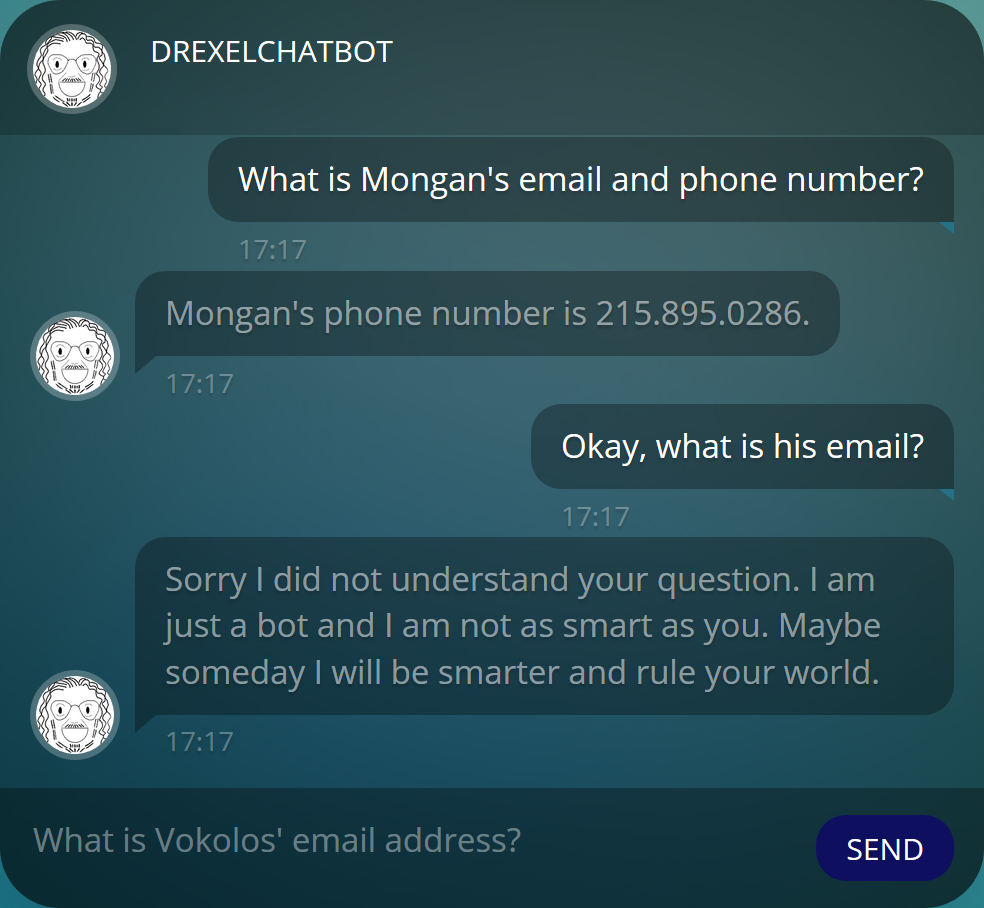 DREXELCHATBOT
What is Mongan's email and phone number?
17:17
Mongan's phone number is 215.895.0286.
17:17
Okay, what is his email?
17:17
Sorry I did not understand your question. I am
just a bot and I am not as smart as you. Maybe
someday I will be smarter and rule your world.
17:17
What is Vokolos' email address?
SEND